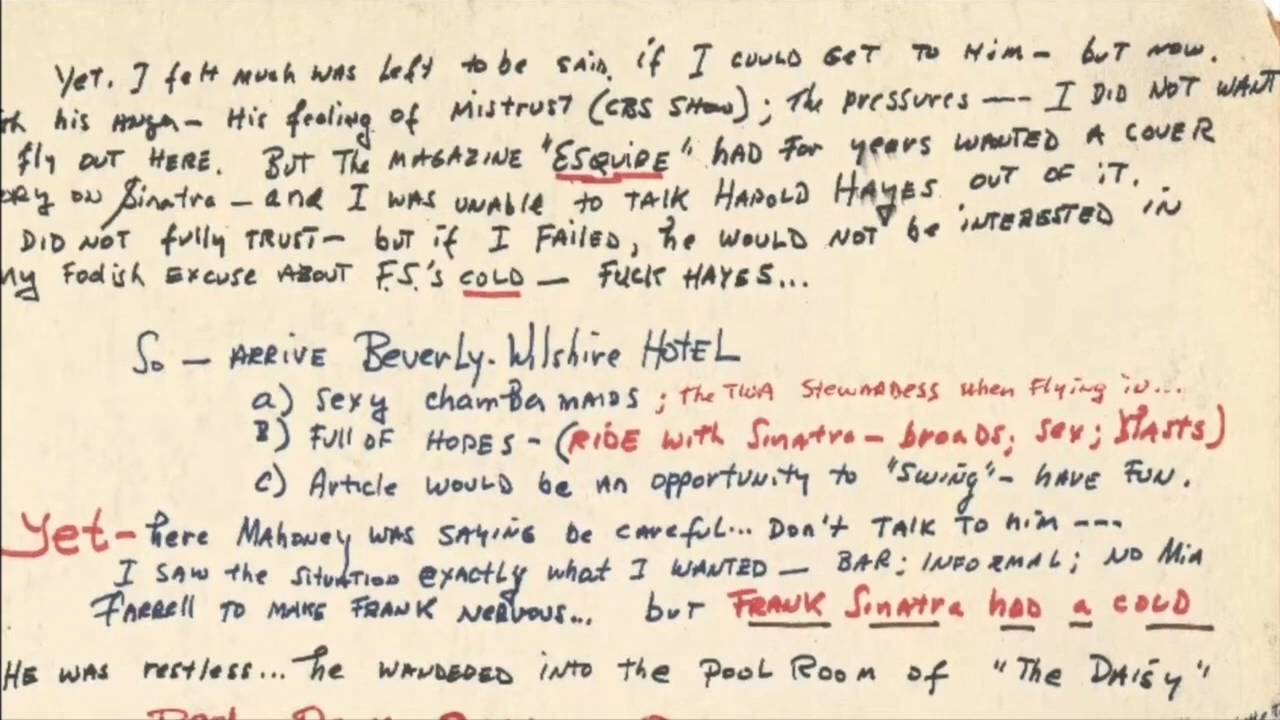 Yet. I felt much was left to be said, if I could get to him — but now.
his anger — His feeling of mistrust (CBS show); The pressures --- I DID NOT WANT
fly out here. But the magazine "ESQUIRE" had for years wanted a cover
ory on Sinatra — and I was unable to talk Harold Hayes out of it.
DID NOT fully trust — but if I failed, he would not be interested in
my foolish excuse about F.S.'s COLD — FUCK HAYES...
So — ARRIVE Beverly-Wilshire HOTEL
a) sexy chambermaids; the TWA Stewardess when flying in...
B) Full of HOPES - (RIDE with Sinatra — broads; sex; blasts)
c) Article would be an opportunity to "swing" - have fun.
Yet — here Mahoney was saying be careful... Don't talk to him ---
I saw the situation exactly what I wanted — BAR; INFORMAL; NO Mia
Farrell to make Frank nervous... but FRANK Sinatra had a cold
HE was restless... he wandered into the Pool Room of "The Daisy"